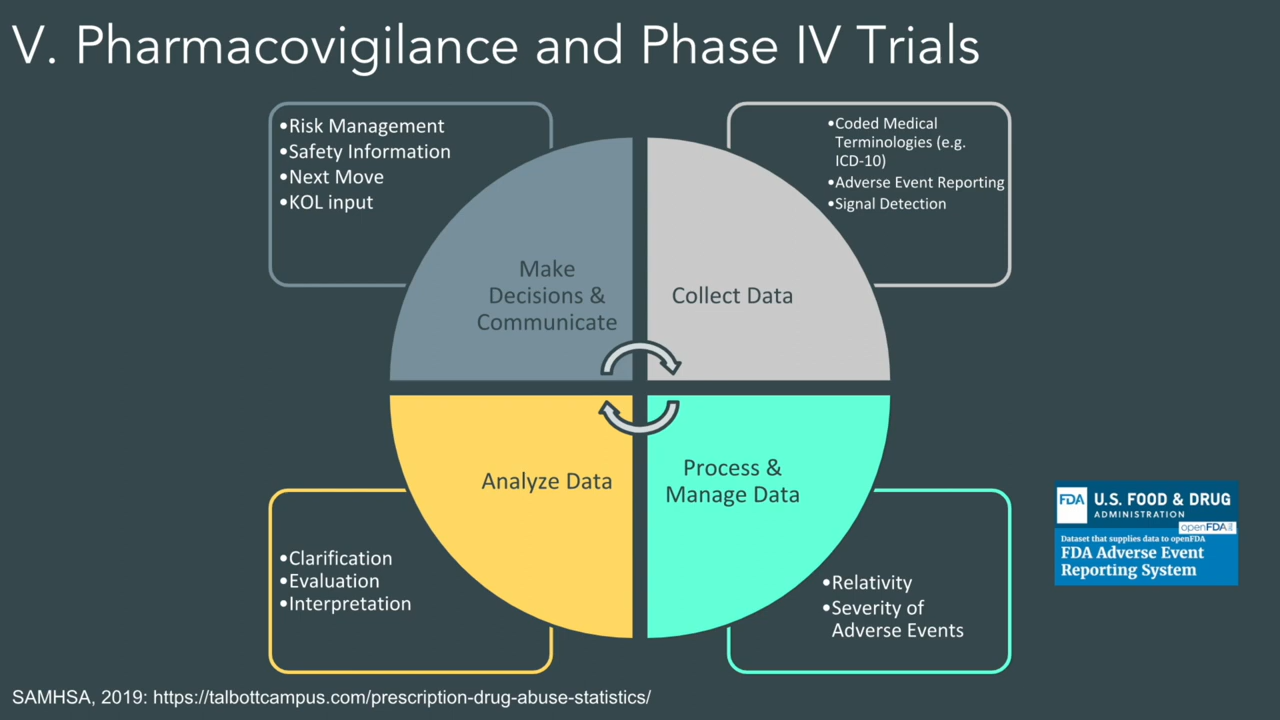 V. Pharmacovigilance and Phase IV Trials
•Risk Management
•Safety Information
•Next Move
•KOL input
•Coded Medical
Terminologies (e.g.
ICD-10)
•Adverse Event Reporting
•Signal Detection
Make
Decisions &
Communicate
Collect Data
Analyze Data
Process &
Manage Data
•Clarification
•Evaluation
•Interpretation
•Relativity
•Severity of
Adverse Events
FDA U.S. FOOD & DRUG
ADMINISTRATION
openFDA.it
Dataset that supplies data to openFDA
FDA Adverse Event
Reporting System
SAMHSA, 2019: https://talbottcampus.com/prescription-drug-abuse-statistics/